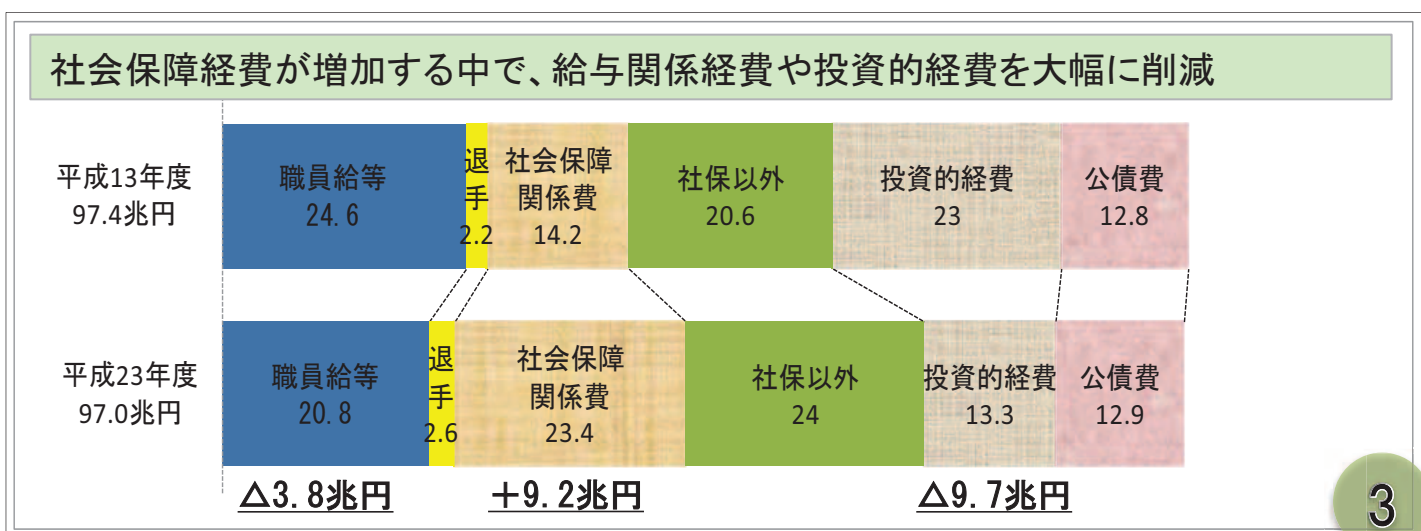 社会保障経費が増加する中で、給与関係経費や投資的経費を大幅に削減
平成13年度
97.4兆円
職員給等
24.6
退
手
2.2
社会保障
関係費
14.2
社保以外
20.6
投資的経費
23
公債費
12.8
平成23年度
97.0兆円
職員給等
20.8
退
手
2.6
社会保障
関係費
23.4
社保以外
24
投資的経費
13.3
公債費
12.9
△3.8兆円
＋9.2兆円
△9.7兆円
3